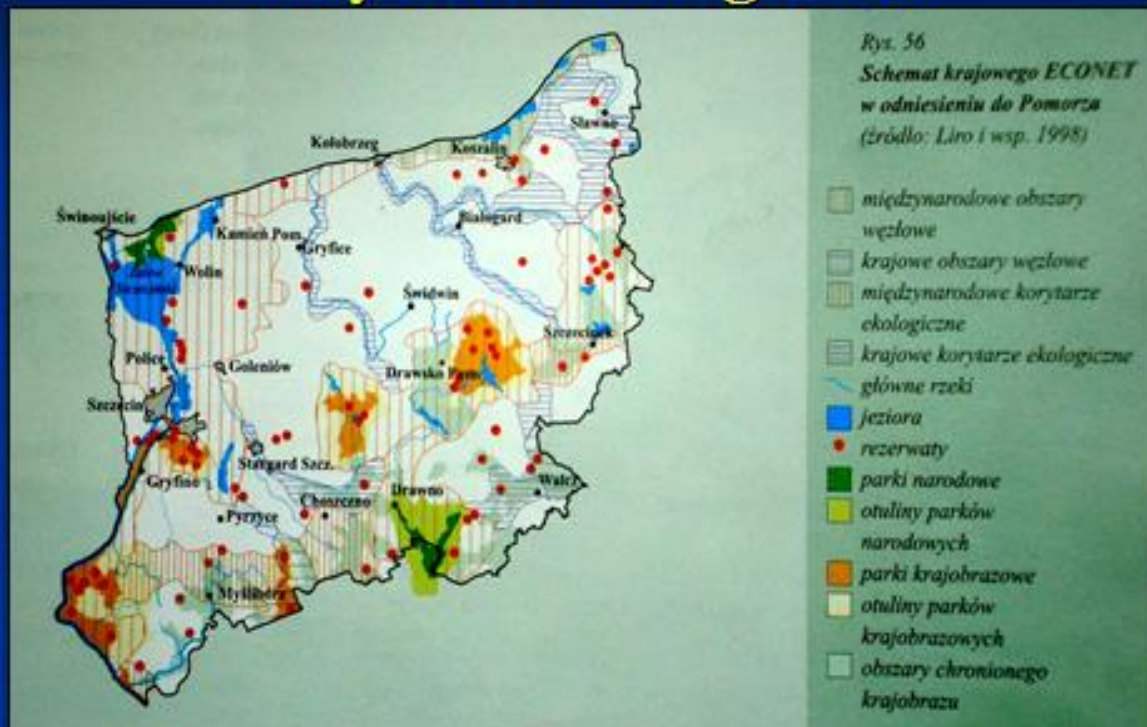 Rys. 56
Schemat krajowego ECONET
w odniesieniu do Pomorza
(źródło: Liro i wsp. 1998)
międzynarodowe obszary
węzłowe
krajowe obszary węzłowe
międzynarodowe korytarze
ekologiczne
krajowe korytarze ekologiczne
główne rzeki
jeziora
rezerwaty
parki narodowe
otuliny parków
narodowych
parki krajobrazowe
otuliny parków
krajobrazowych
obszary chronionego
krajobrazu
Sławno
Kołobrzeg
Koszalin
Świnoujście
Kamień Pom.
Białogard
Gryfice
Wolin
Świdwin
Szczecinek
Police
Goleniów
Drawsko Pom.
Szczecin
Stargard Szcz.
Gryfino
Choszczno
Drawno
Wałcz
Pyrzyce
Myślibórz